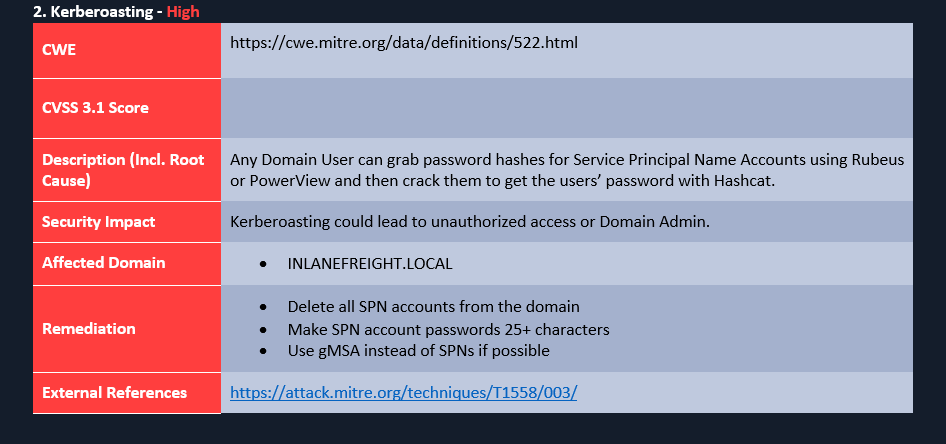 2. Kerberoasting - High
CWE
https://cwe.mitre.org/data/definitions/522.html
CVSS 3.1 Score
Description (Incl. Root
Cause)
Any Domain User can grab password hashes for Service Principal Name Accounts using Rubeus
or PowerView and then crack them to get the users’ password with Hashcat.
Security Impact
Kerberoasting could lead to unauthorized access or Domain Admin.
Affected Domain
• INLANEFREIGHT.LOCAL
Remediation
• Delete all SPN accounts from the domain
• Make SPN account passwords 25+ characters
• Use gMSA instead of SPNs if possible
External References
https://attack.mitre.org/techniques/T1558/003/